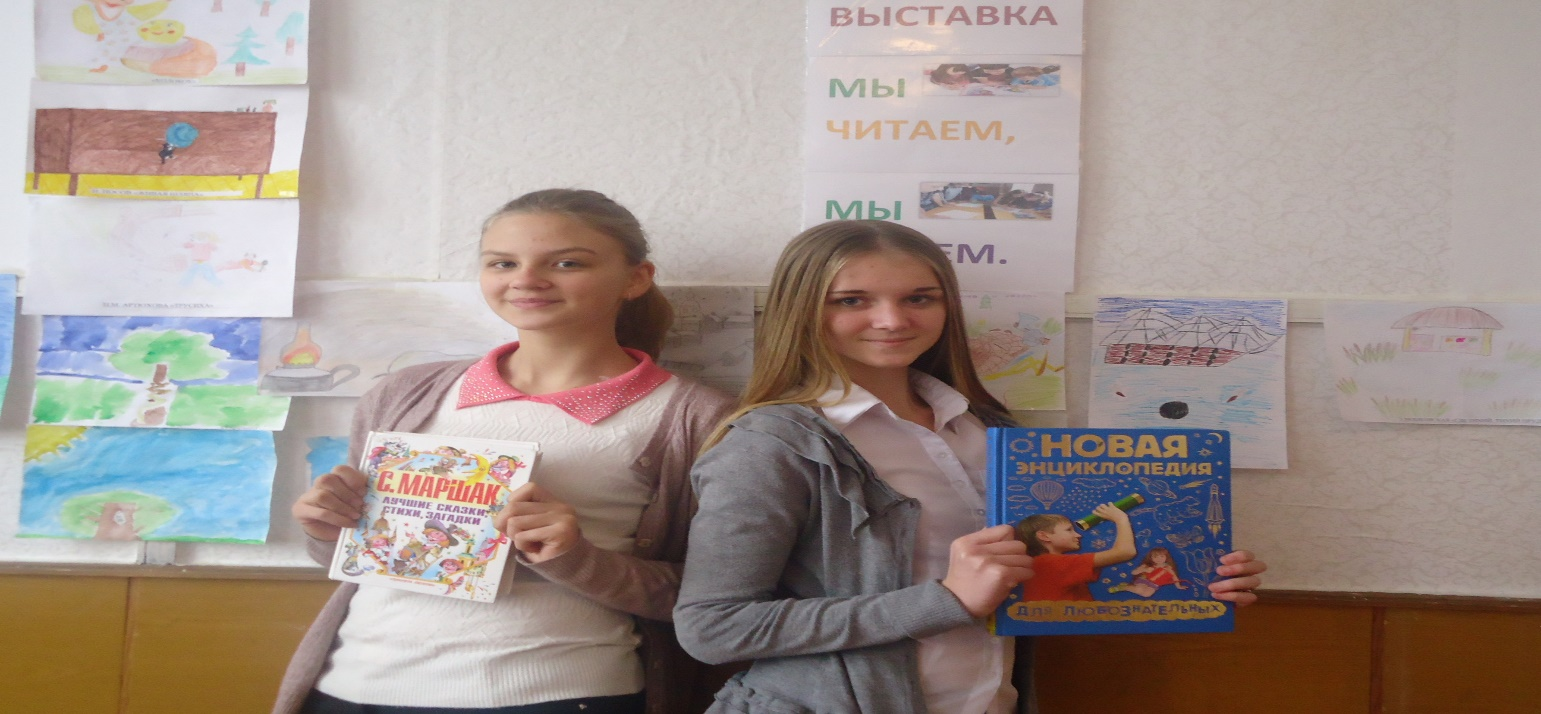 ВЫСТАВКА
МЫ
ЧИТАЕМ,
МЫ
ЕМ.
С. МАРШАК
ЛУЧШИЕ СКАЗКИ,
СТИХИ, ЗАГАДКИ
НОВАЯ
ЭНЦИКЛОПЕДИЯ
ДЛЯ ЛЮБОЗНАТЕЛЬНЫХ